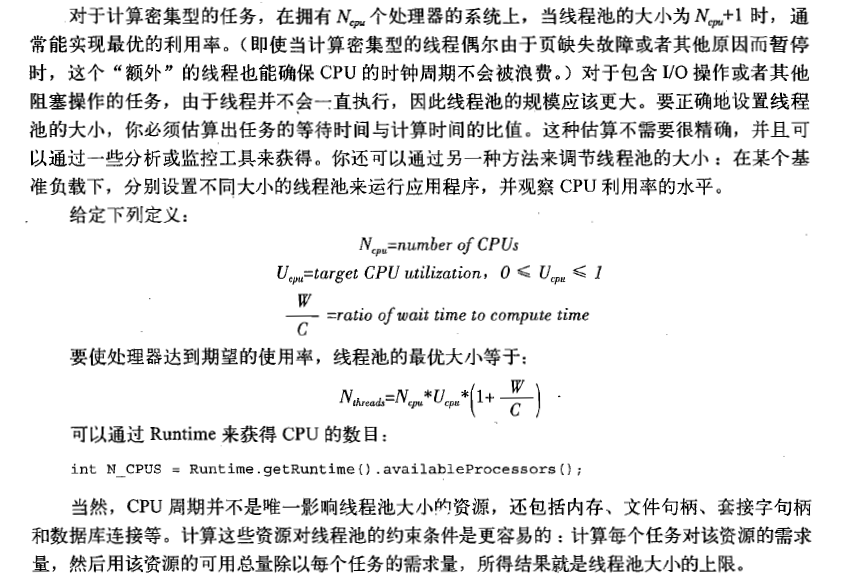 对于计算密集型的任务，在拥有 Ncpu 个处理器的系统上，当线程池的大小为 Ncpu+1 时，通
常能实现最优的利用率。（即使当计算密集型的线程偶尔由于页缺失故障或者其他原因而暂停
时，这个“额外”的线程也能确保 CPU 的时钟周期不会被浪费。）对于包含 I/O 操作或者其他
阻塞操作的任务，由于线程并不会一直执行，因此线程池的规模应该更大。要正确地设置线程
池的大小，你必须估算出任务的等待时间与计算时间的比值。这种估算不需要很精确，并且可
以通过一些分析或监控工具来获得。你还可以通过另一种方法来调节线程池的大小：在某个基
准负载下，分别设置不同大小的线程池来运行应用程序，并观察 CPU 利用率的水平。
给定下列定义：
Ncpu=number of CPUs
Ucpu=target CPU utilization，0 ≤ Ucpu ≤ 1
W/C =ratio of wait time to compute time
要使处理器达到期望的使用率，线程池的最优大小等于：
Nthreads=Ncpu*Ucpu*(1+ W/C)
可以通过 Runtime 来获得 CPU 的数目：
int N_CPUS = Runtime.getRuntime().availableProcessors();
当然，CPU 周期并不是唯一影响线程池大小的资源，还包括内存、文件句柄、套接字句柄
和数据库连接等。计算这些资源对线程池的约束条件是更容易的：计算每个任务对该资源的需求
量，然后用该资源的可用总量除以每个任务的需求量，所得结果就是线程池大小的上限。